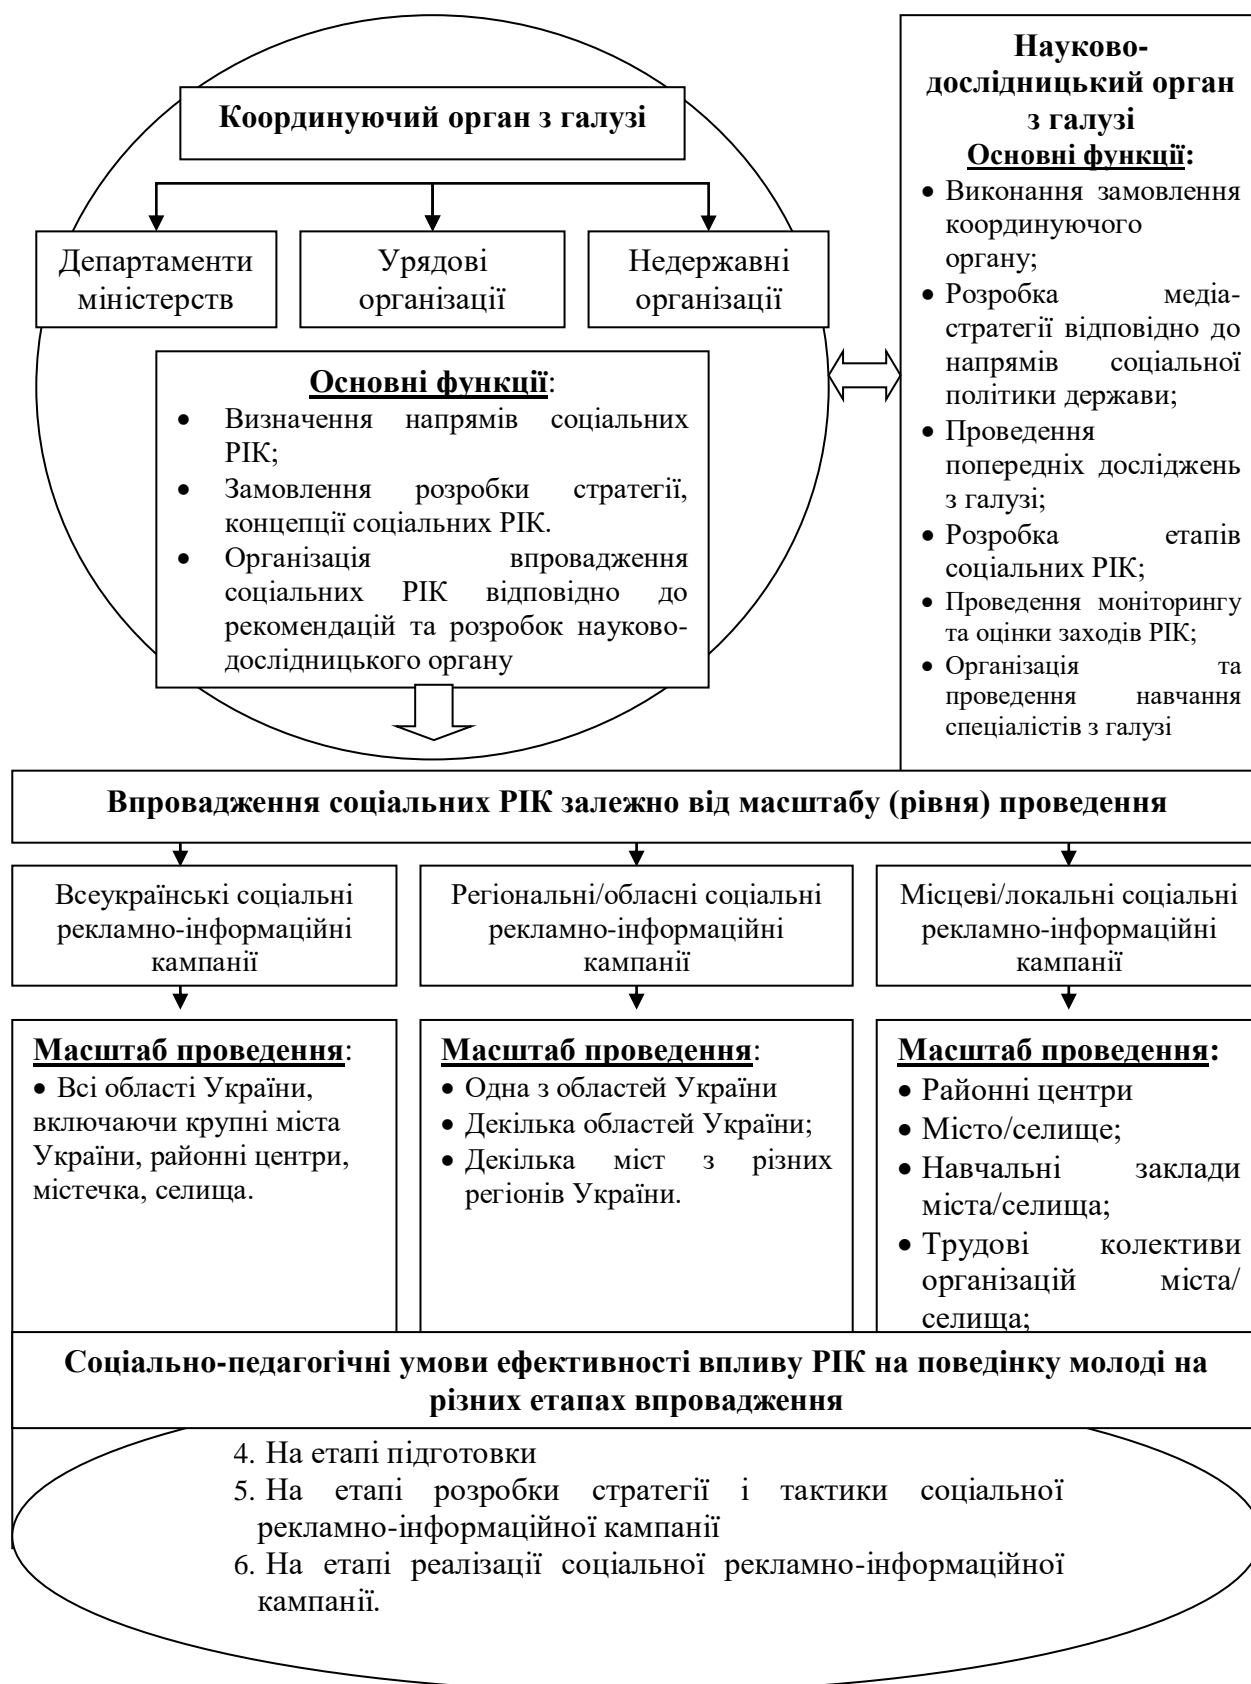 Координуючий орган з галузі
Департаменти
міністерств
Урядові
організації
Недержавні
організації
Основні функції:
• Визначення напрямів соціальних
РІК;
• Замовлення розробки стратегії,
концепції соціальних РІК.
• Організація впровадження
соціальних РІК відповідно до
рекомендацій та розробок науково-
дослідницького органу
Науково-
дослідницький орган
з галузі
Основні функції:
• Виконання замовлення
координуючого
органу;
• Розробка медіа-
стратегії відповідно до
напрямів соціальної
політики держави;
• Проведення
попередніх досліджень
з галузі;
• Розробка етапів
соціальних РІК;
• Проведення моніторингу
та оцінки заходів РІК;
• Організація та
проведення навчання
спеціалістів з галузі
Впровадження соціальних РІК залежно від масштабу (рівня) проведення
Всеукраїнські соціальні
рекламно-інформаційні
кампанії
Регіональні/обласні соціальні
рекламно-інформаційні
кампанії
Місцеві/локальні соціальні
рекламно-інформаційні
кампанії
Масштаб проведення:
• Всі області України,
включаючи крупні міста
України, районні центри,
містечка, селища.
Масштаб проведення:
• Одна з областей України
• Декілька областей України;
• Декілька міст з різних
регіонів України.
Масштаб проведення:
• Районні центри
• Місто/селище;
• Навчальні заклади
міста/селища;
• Трудові колективи
організацій міста/
селища;
Соціально-педагогічні умови ефективності впливу РІК на поведінку молоді на
різних етапах впровадження
4. На етапі підготовки
5. На етапі розробки стратегії і тактики соціальної
рекламно-інформаційної кампанії
6. На етапі реалізації соціальної рекламно-інформаційної
кампанії.